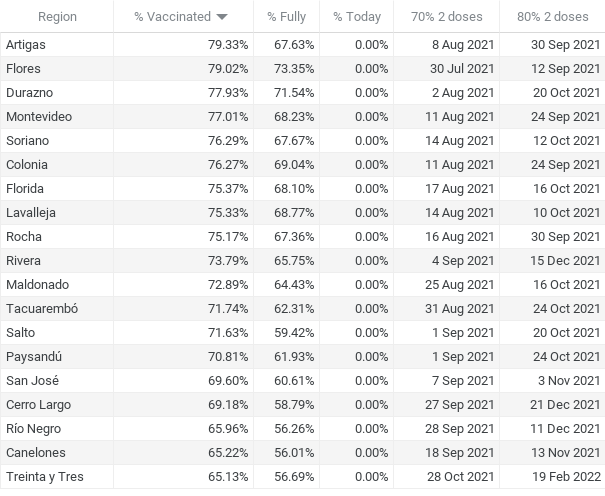 Region % Vaccinated % Fully % Today 70% 2 doses 80% 2 doses
Artigas 79.33% 67.63% 0.00% 8 Aug 2021 30 Sep 2021
Flores 79.02% 73.35% 0.00% 30 Jul 2021 12 Sep 2021
Durazno 77.93% 71.54% 0.00% 2 Aug 2021 20 Oct 2021
Montevideo 77.01% 68.23% 0.00% 11 Aug 2021 24 Sep 2021
Soriano 76.29% 67.67% 0.00% 14 Aug 2021 12 Oct 2021
Colonia 76.27% 69.04% 0.00% 11 Aug 2021 24 Sep 2021
Florida 75.37% 68.10% 0.00% 17 Aug 2021 16 Oct 2021
Lavalleja 75.33% 68.77% 0.00% 14 Aug 2021 10 Oct 2021
Rocha 75.17% 67.36% 0.00% 16 Aug 2021 30 Sep 2021
Rivera 73.79% 65.75% 0.00% 4 Sep 2021 15 Dec 2021
Maldonado 72.89% 64.43% 0.00% 25 Aug 2021 16 Oct 2021
Tacuarembó 71.74% 62.31% 0.00% 31 Aug 2021 24 Oct 2021
Salto 71.63% 59.42% 0.00% 1 Sep 2021 20 Oct 2021
Paysandú 70.81% 61.93% 0.00% 1 Sep 2021 24 Oct 2021
San José 69.60% 60.61% 0.00% 7 Sep 2021 3 Nov 2021
Cerro Largo 69.18% 58.79% 0.00% 27 Sep 2021 21 Dec 2021
Río Negro 65.96% 56.26% 0.00% 28 Sep 2021 11 Dec 2021
Canelones 65.22% 56.01% 0.00% 18 Sep 2021 13 Nov 2021
Treinta y Tres 65.13% 56.69% 0.00% 28 Oct 2021 19 Feb 2022